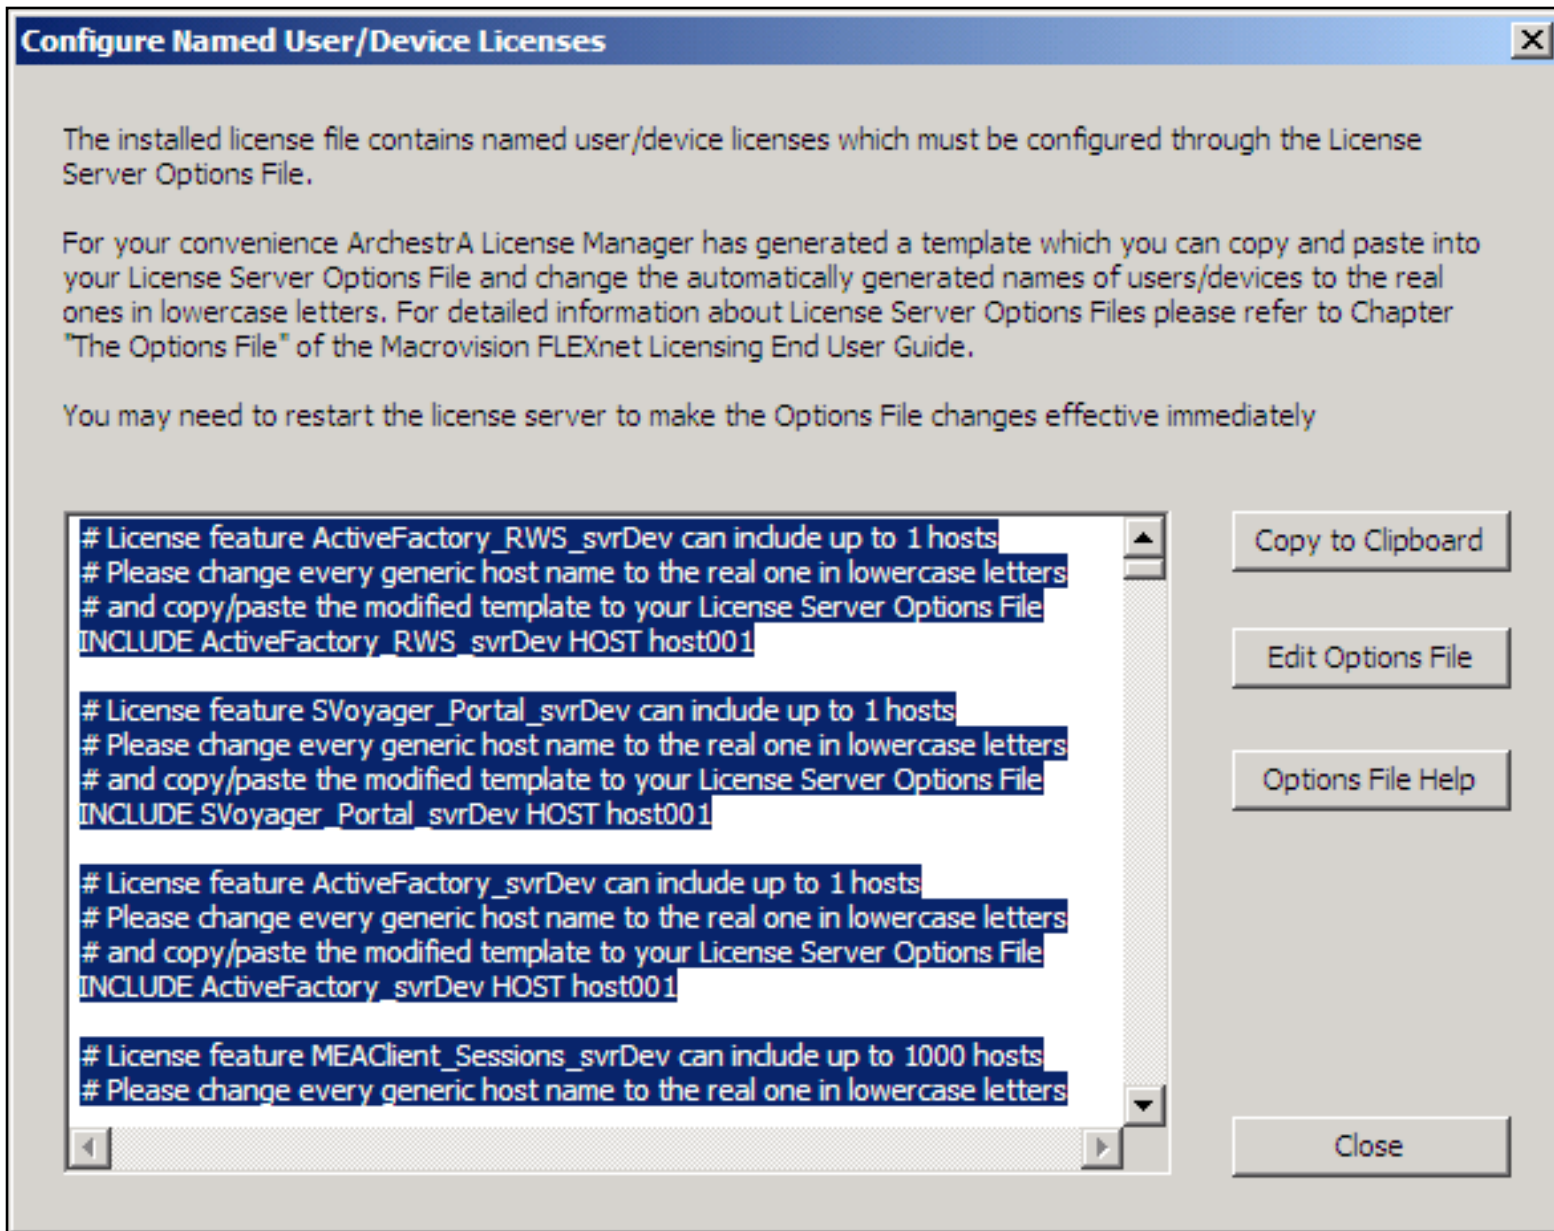 Configure Named User/Device Licenses
The installed license file contains named user/device licenses which must be configured through the License
Server Options File.
For your convenience ArchestrA License Manager has generated a template which you can copy and paste into
your License Server Options File and change the automatically generated names of users/devices to the real
ones in lowercase letters. For detailed information about License Server Options Files please refer to Chapter
"The Options File" of the Macrovision FLEXnet Licensing End User Guide.
You may need to restart the license server to make the Options File changes effective immediately
# License feature ActiveFactory_RWS_svrDev can include up to 1 hosts
# Please change every generic host name to the real one in lowercase letters
# and copy/paste the modified template to your License Server Options File
INCLUDE ActiveFactory_RWS_svrDev HOST host001
# License feature SVoyager_Portal_svrDev can include up to 1 hosts
# Please change every generic host name to the real one in lowercase letters
# and copy/paste the modified template to your License Server Options File
INCLUDE SVoyager_Portal_svrDev HOST host001
# License feature ActiveFactory_svrDev can include up to 1 hosts
# Please change every generic host name to the real one in lowercase letters
# and copy/paste the modified template to your License Server Options File
INCLUDE ActiveFactory_svrDev HOST host001
# License feature MEAClient_Sessions_svrDev can include up to 1000 hosts
# Please change every generic host name to the real one in lowercase letters
Copy to Clipboard
Edit Options File
Options File Help
Close